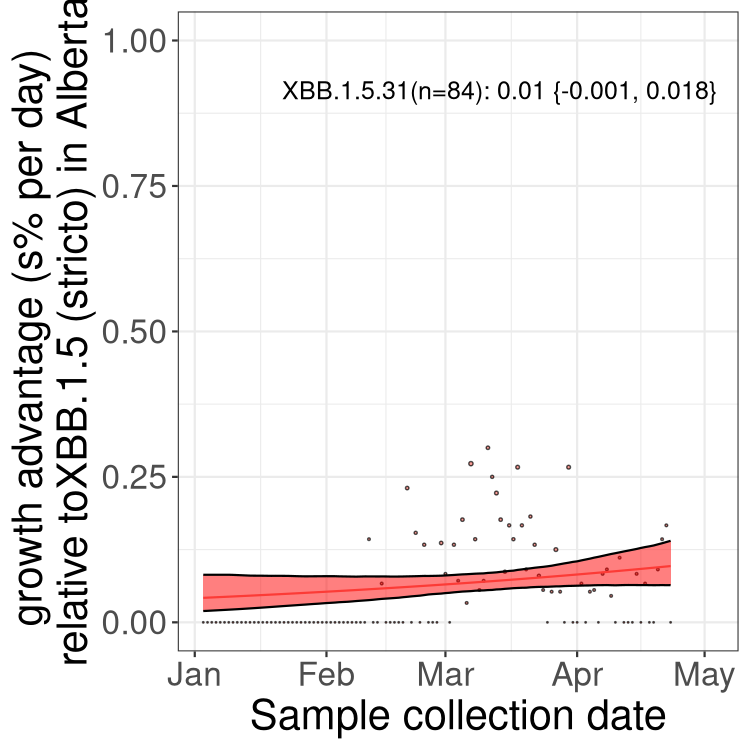 growth advantage (s% per day)
relative toXBB.1.5 (stricto) in Alberta
1.00
0.75
0.50
0.25
0.00
XBB.1.5.31(n=84): 0.01 {-0.001, 0.018}
Jan Feb Mar Apr May
Sample collection date